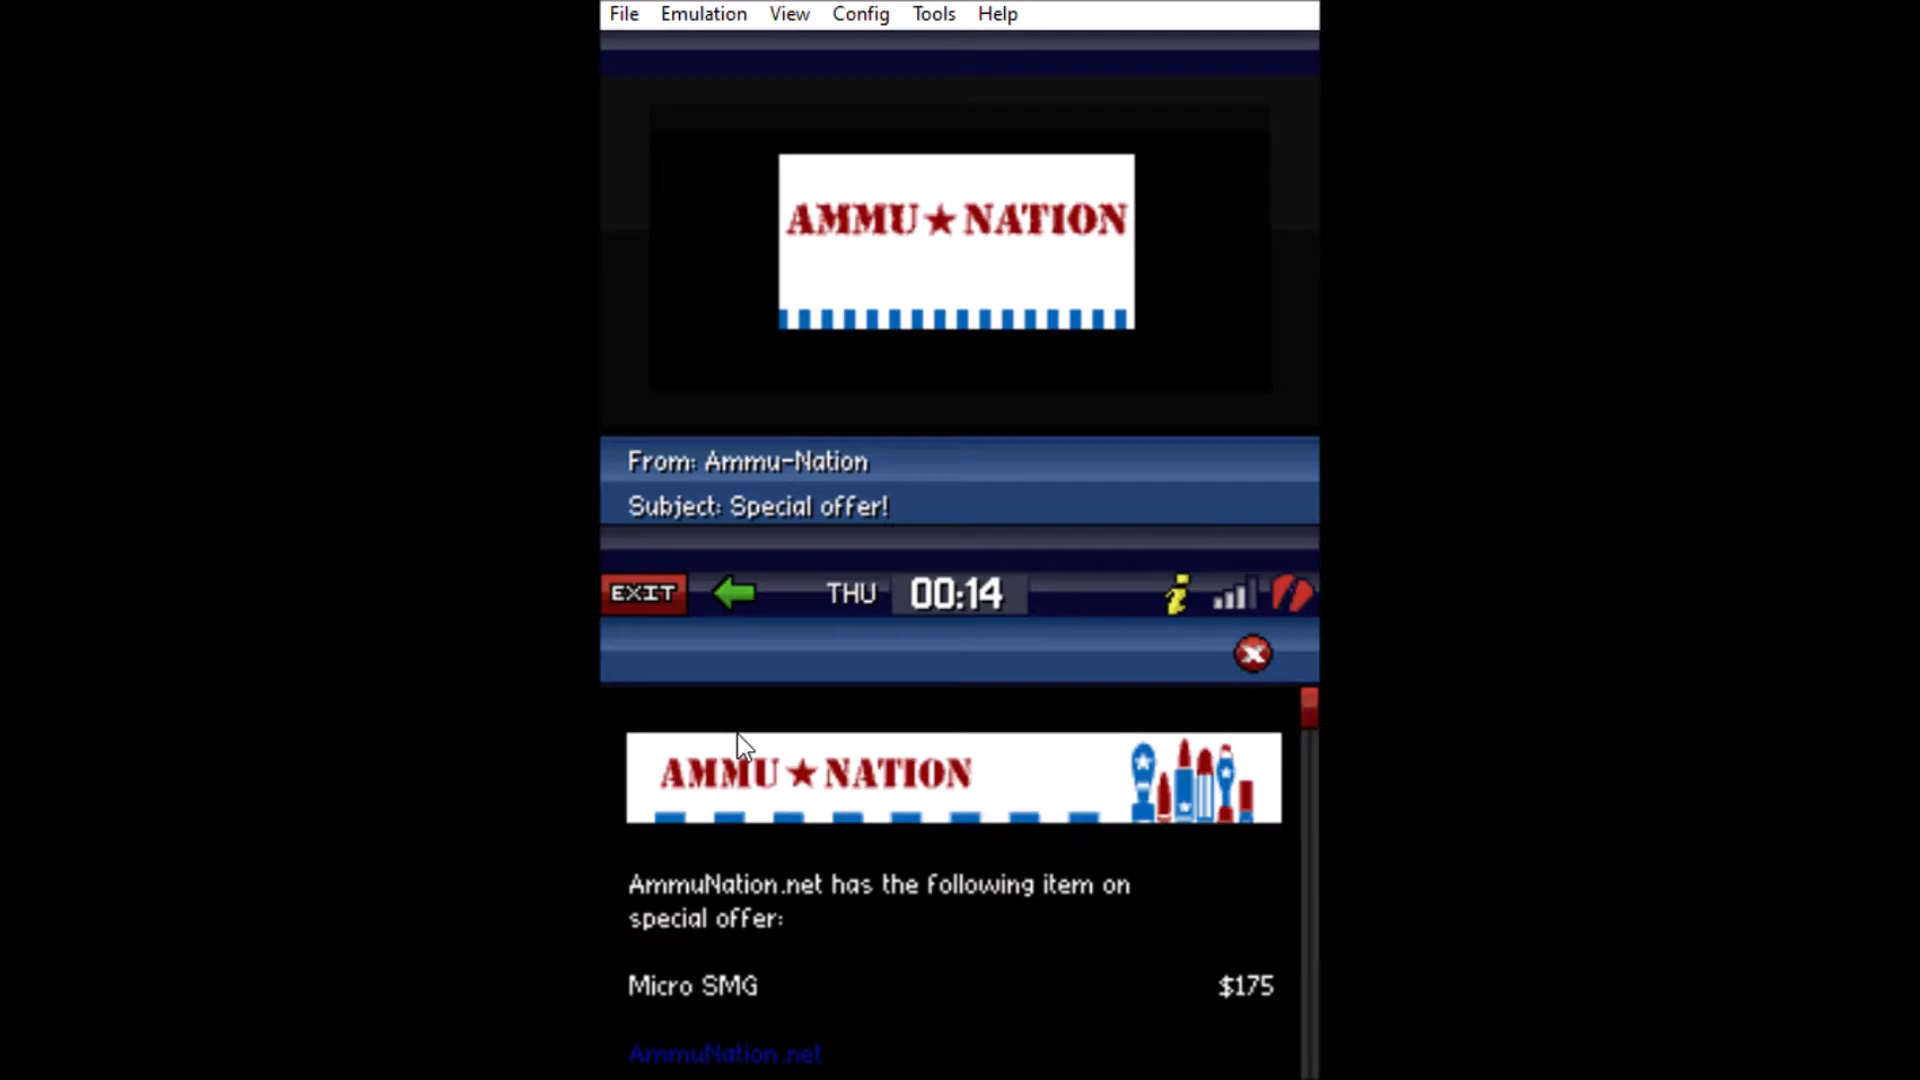 File Emulation View Config Tools Help
AMMU★NATION
From: Ammu-Nation
Subject: Special offer!
EXIT THU 00:14
AMMU★NATION
AmmuNation.net has the following item on
special offer:
Micro SMG $175
AmmuNation.net